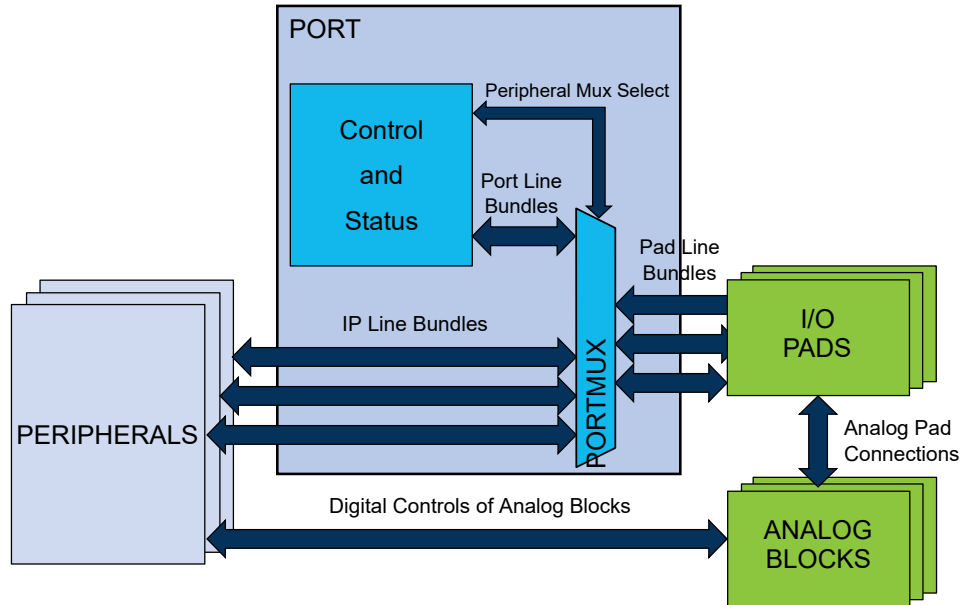 PORT
Peripheral Mux Select
Control
and
Status
Port Line
Bundles
Pad Line
Bundles
IP Line Bundles
PORTMUX
I/O
PADS
PERIPHERALS
Analog Pad
Connections
Digital Controls of Analog Blocks
ANALOG
BLOCKS